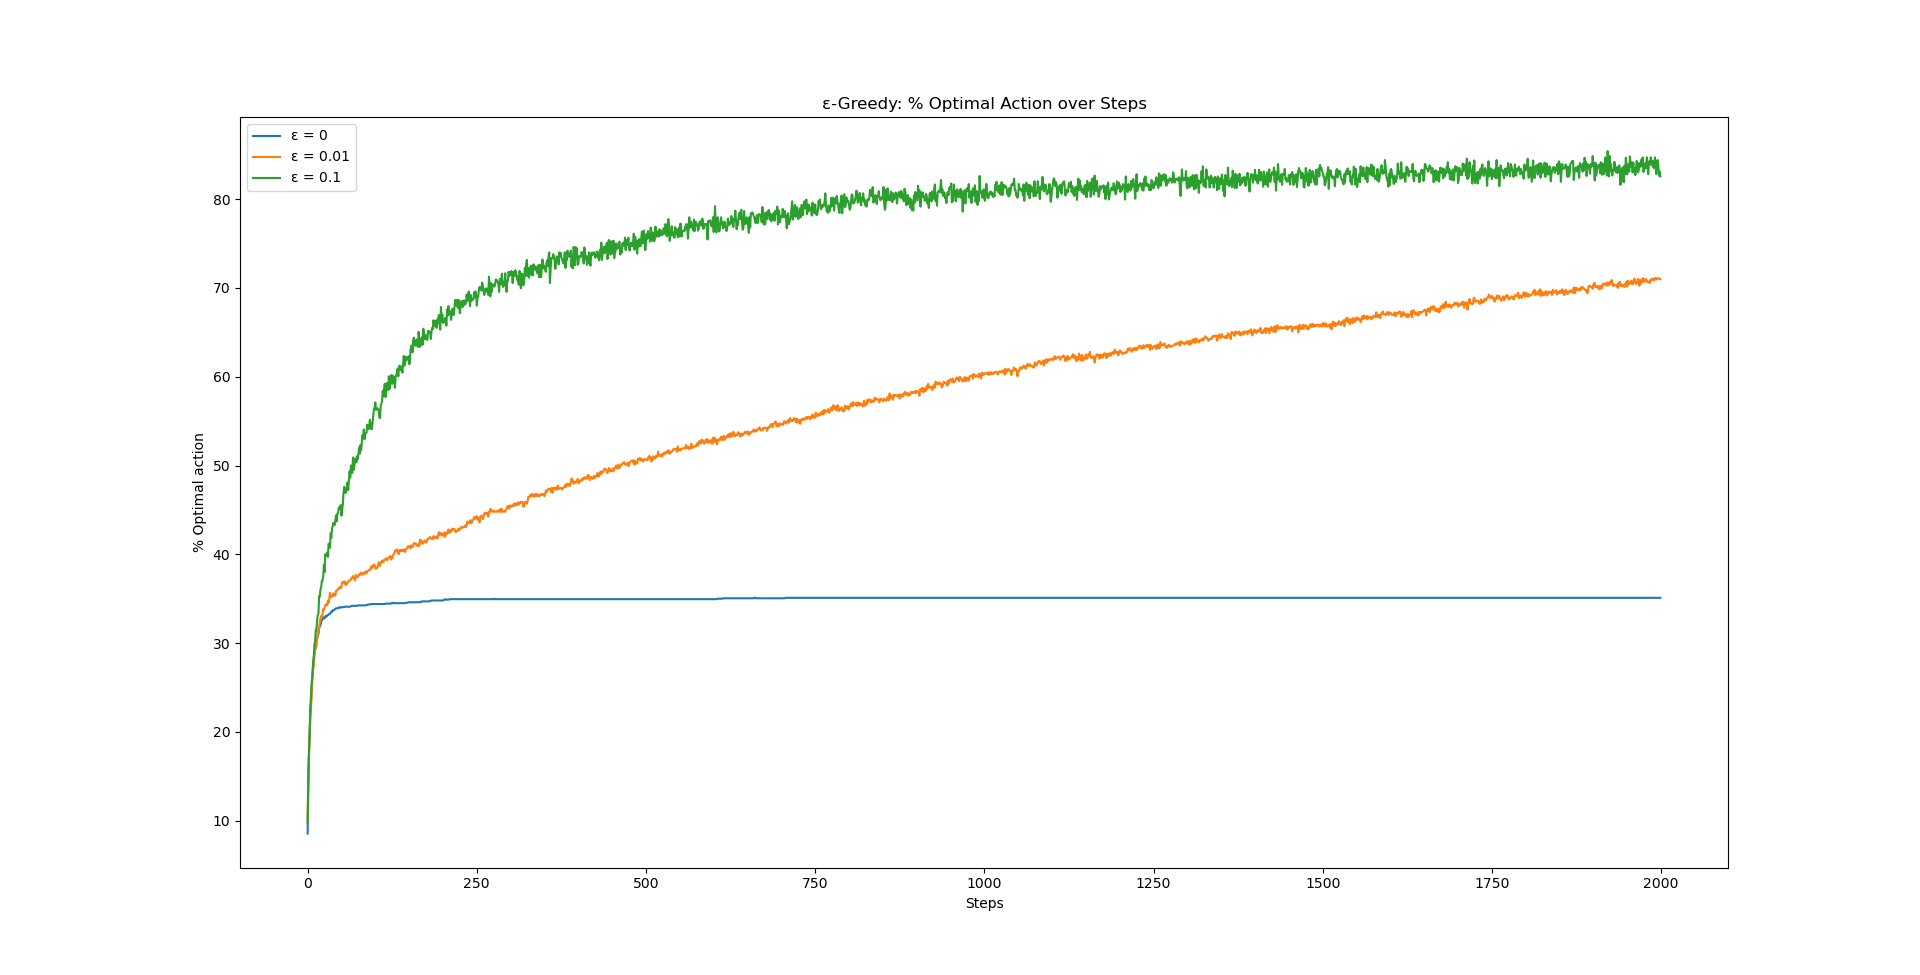 ε-Greedy: % Optimal Action over Steps
ε = 0
ε = 0.01
ε = 0.1
% Optimal action
80
70
60
50
40
30
20
10
0 250 500 750 1000 1250 1500 1750 2000
Steps